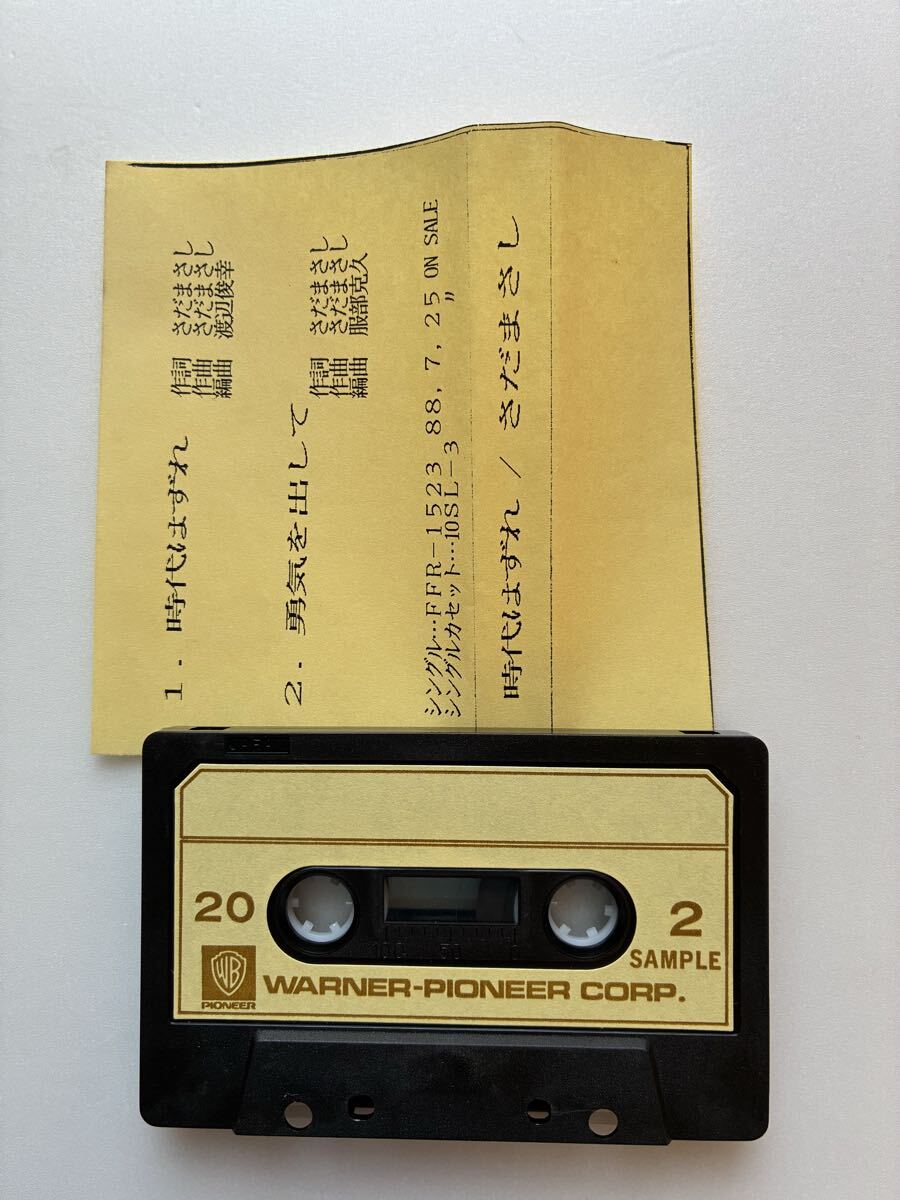 1. 時代はずれ
作詞 さだまさし
作曲 さだまさし
編曲 渡辺俊幸
2. 勇気を出して
作詞 さだまさし
作曲 さだまさし
編曲 服部克久
シングル…FFR-1523 88,7,25 ON SALE
シングルカセット…10SL-3 〃
時代はずれ / さだまさし
20
2
SAMPLE
WB
PIONEER
WARNER-PIONEER CORP.
100 50 0